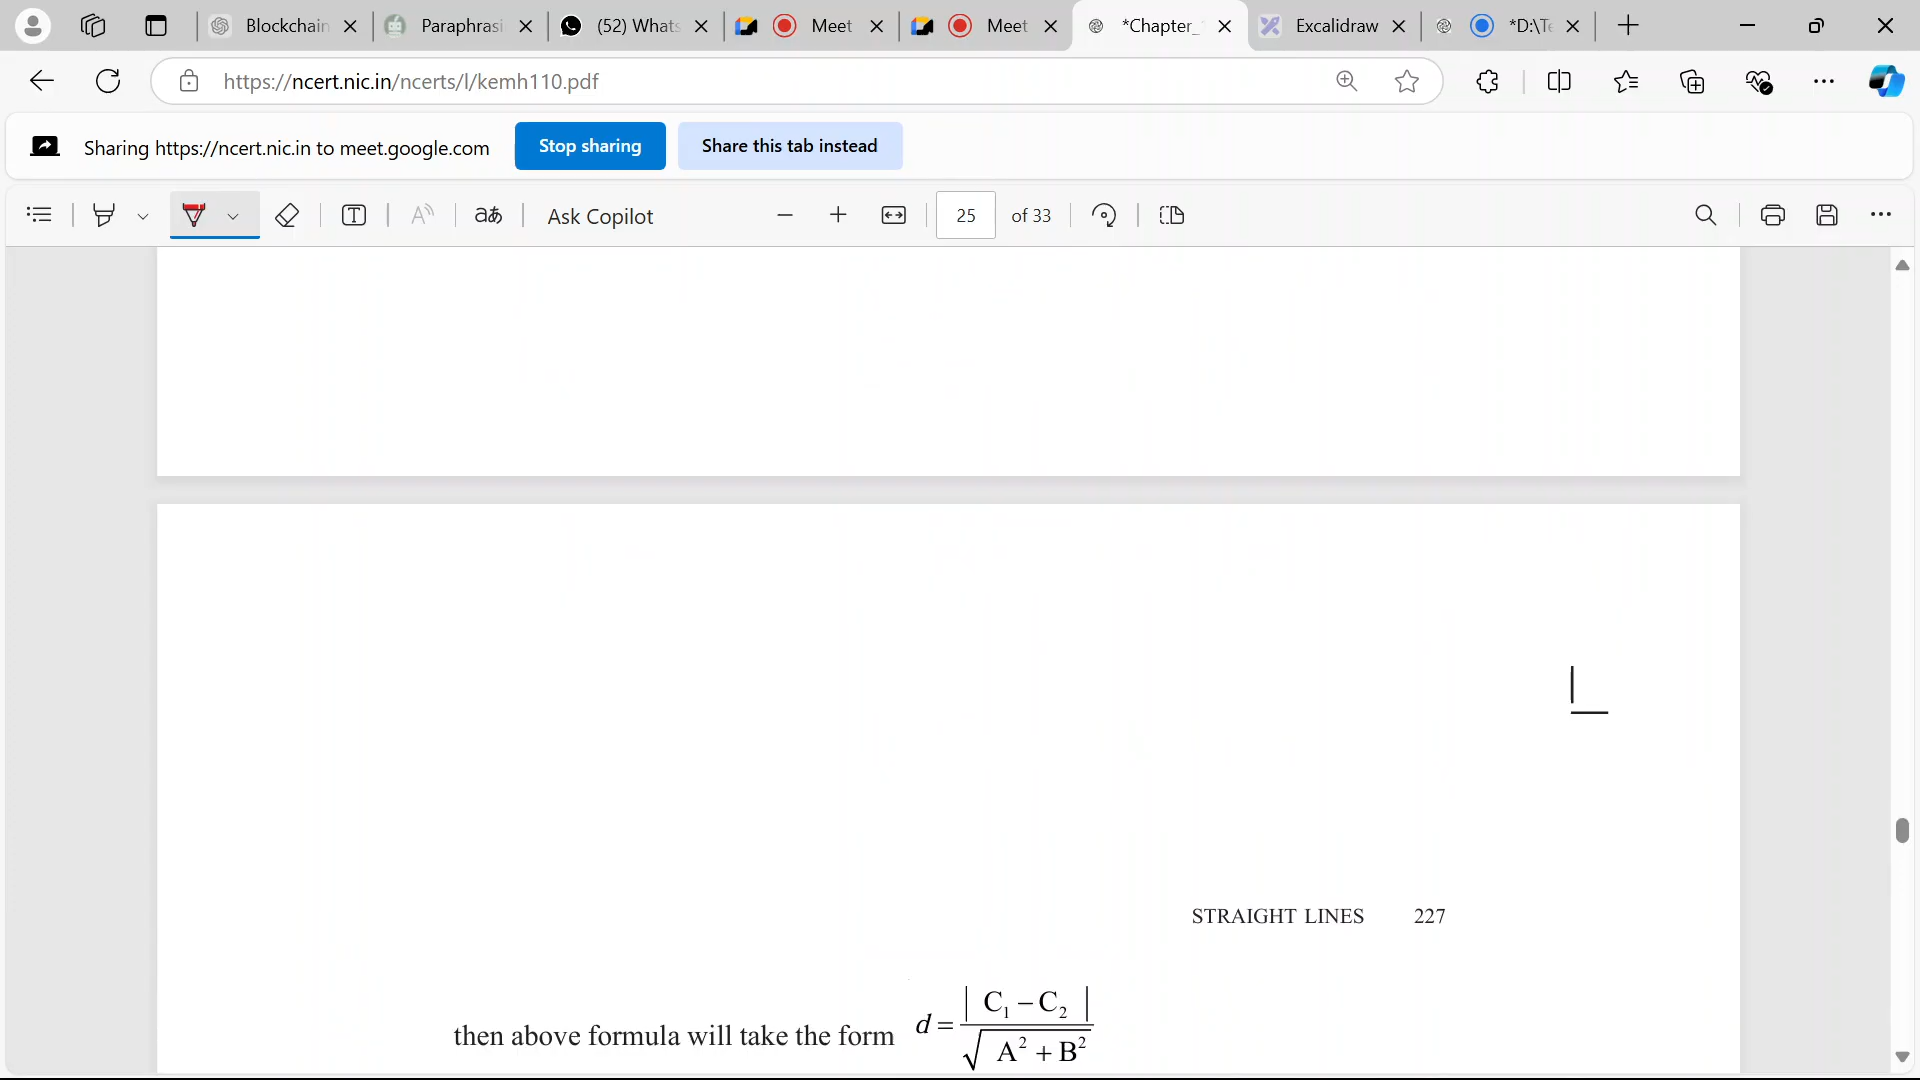 Blockchain
Paraphrasi
(52) Whats
Meet
Meet
*Chapter_
Excalidraw
*D:\Te
https://ncert.nic.in/ncerts/l/kemh110.pdf
Sharing https://ncert.nic.in to meet.google.com
Stop sharing
Share this tab instead
Ask Copilot
25 of 33
STRAIGHT LINES 227
then above formula will take the form d = | C₁ – C₂ | / √(A² + B²)